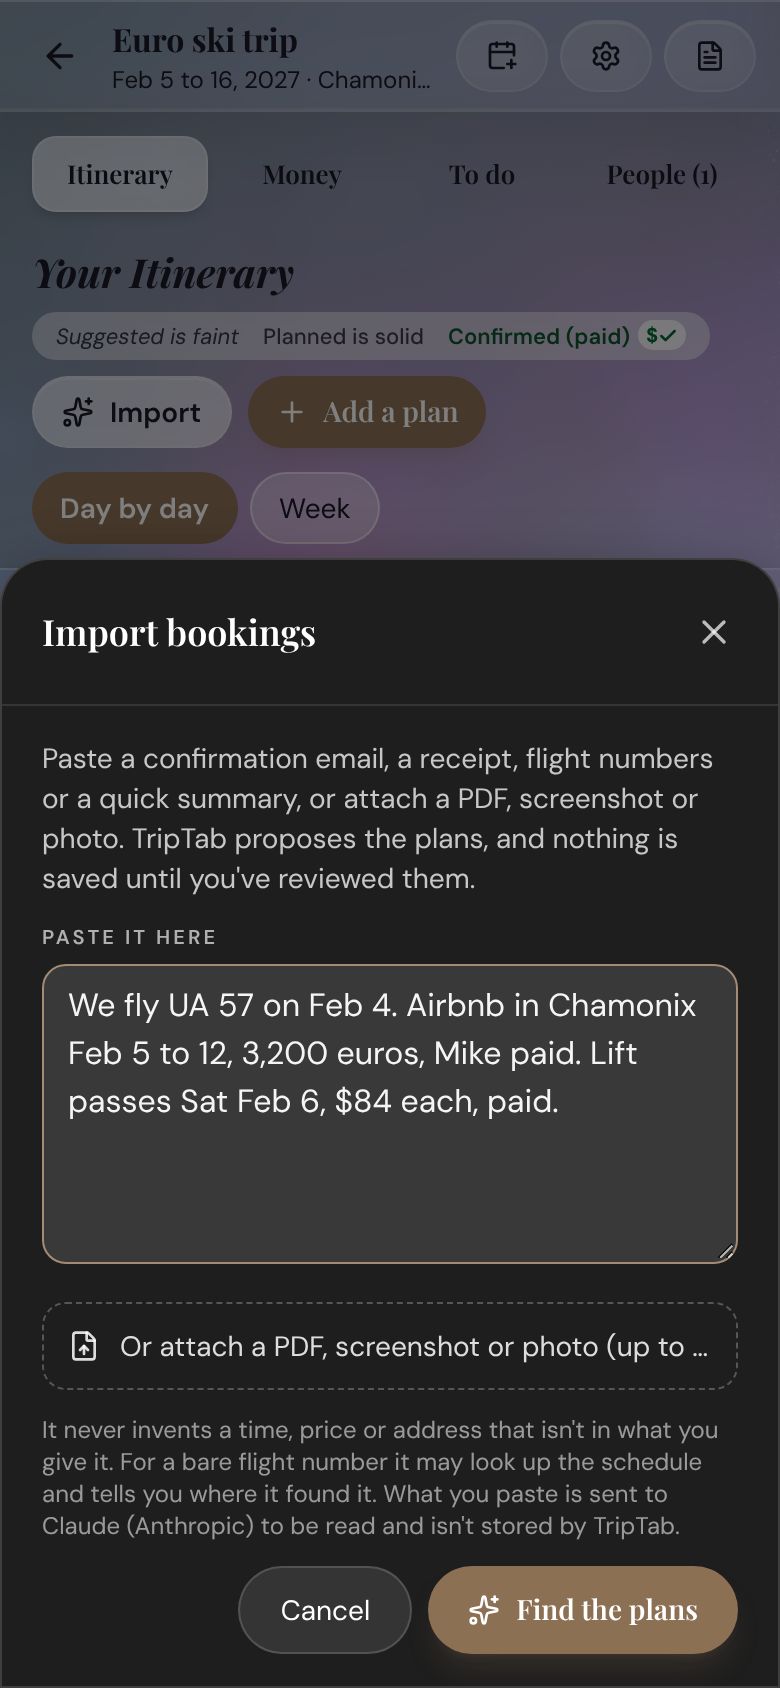 Euro ski trip
Feb 5 to 16, 2027 · Chamoni...
Itinerary
Money
To do
People (1)
Your Itinerary
Suggested is faint
Planned is solid
Confirmed (paid) $✓
Import
+ Add a plan
Day by day
Week
Import bookings
Paste a confirmation email, a receipt, flight numbers
or a quick summary, or attach a PDF, screenshot or
photo. TripTab proposes the plans, and nothing is
saved until you've reviewed them.
PASTE IT HERE
We fly UA 57 on Feb 4. Airbnb in Chamonix
Feb 5 to 12, 3,200 euros, Mike paid. Lift
passes Sat Feb 6, $84 each, paid.
Or attach a PDF, screenshot or photo (up to ...
It never invents a time, price or address that isn't in what you
give it. For a bare flight number it may look up the schedule
and tells you where it found it. What you paste is sent to
Claude (Anthropic) to be read and isn't stored by TripTab.
Cancel
Find the plans